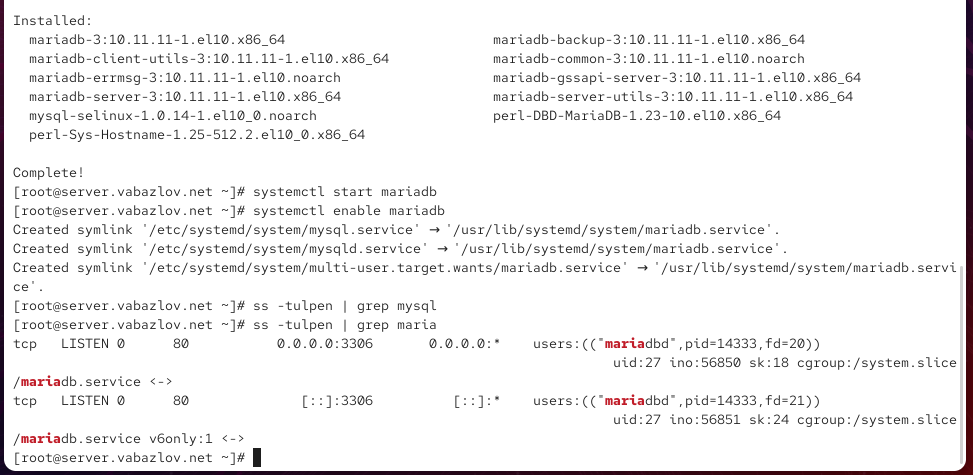 Installed:
  mariadb-3:10.11.11-1.el10.x86_64                          mariadb-backup-3:10.11.11-1.el10.x86_64
  mariadb-client-utils-3:10.11.11-1.el10.x86_64             mariadb-common-3:10.11.11-1.el10.noarch
  mariadb-errmsg-3:10.11.11-1.el10.noarch                   mariadb-gssapi-server-3:10.11.11-1.el10.x86_64
  mariadb-server-3:10.11.11-1.el10.x86_64                   mariadb-server-utils-3:10.11.11-1.el10.x86_64
  mysql-selinux-1.0.14-1.el10_0.noarch                      perl-DBD-MariaDB-1.23-10.el10.x86_64
  perl-Sys-Hostname-1.25-512.2.el10_0.x86_64
Complete!
[root@server.vabazlov.net ~]# systemctl start mariadb
[root@server.vabazlov.net ~]# systemctl enable mariadb
Created symlink '/etc/systemd/system/mysql.service' → '/usr/lib/systemd/system/mariadb.service'.
Created symlink '/etc/systemd/system/mysqld.service' → '/usr/lib/systemd/system/mariadb.service'.
Created symlink '/etc/systemd/system/multi-user.target.wants/mariadb.service' → '/usr/lib/systemd/system/mariadb.servi
ce'.
[root@server.vabazlov.net ~]# ss -tulpen | grep mysql
[root@server.vabazlov.net ~]# ss -tulpen | grep maria
tcp   LISTEN 0      80           0.0.0.0:3306       0.0.0.0:*    users:(("mariadbd",pid=14333,fd=20))
                                                                           uid:27 ino:56850 sk:18 cgroup:/system.slice
/mariadb.service <->
tcp   LISTEN 0      80              [::]:3306          [::]:*    users:(("mariadbd",pid=14333,fd=21))
                                                                           uid:27 ino:56851 sk:24 cgroup:/system.slice
/mariadb.service v6only:1 <->
[root@server.vabazlov.net ~]#